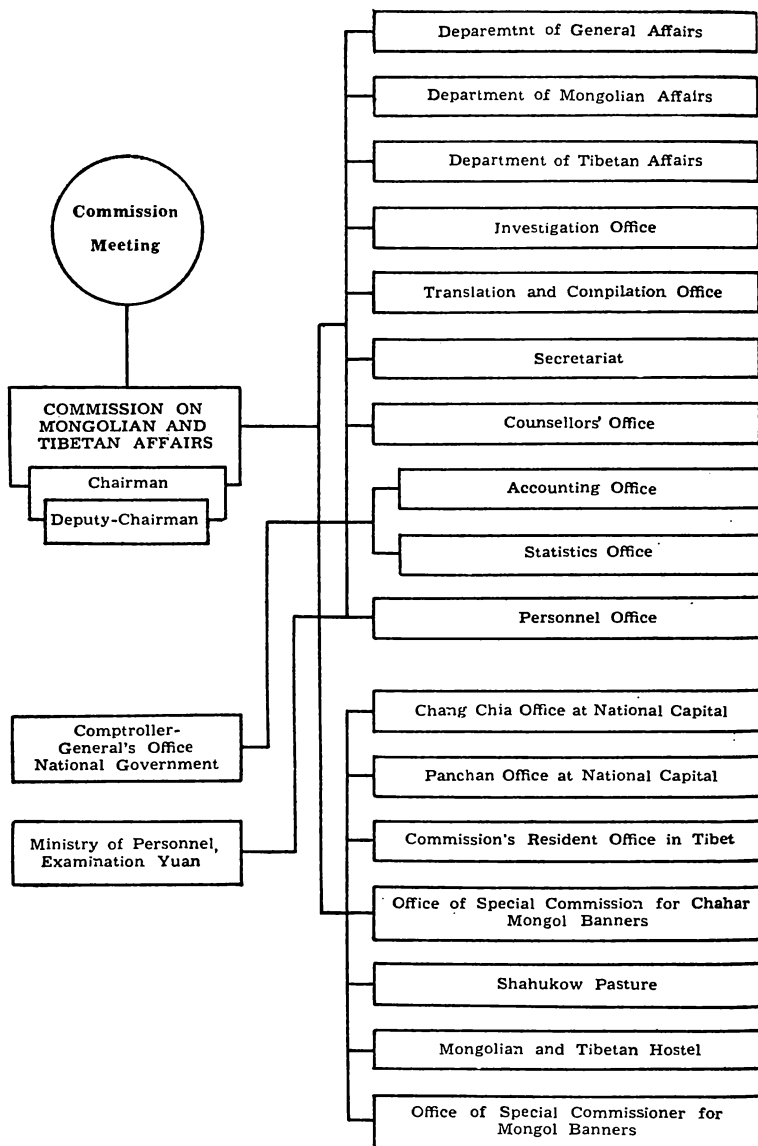 Commission
Meeting
COMMISSION ON
MONGOLIAN AND
TIBETAN AFFAIRS
Chairman
Deputy-Chairman
Comptroller-
General's Office
National Government
Ministry of Personnel,
Examination Yuan
Deparemtnt of General Affairs
Department of Mongolian Affairs
Department of Tibetan Affairs
Investigation Office
Translation and Compilation Office
Secretariat
Counsellors' Office
Accounting Office
Statistics Office
Personnel Office
Chang Chia Office at National Capital
Panchan Office at National Capital
Commission's Resident Office in Tibet
Office of Special Commission for Chahar
Mongol Banners
Shahukow Pasture
Mongolian and Tibetan Hostel
Office of Special Commissioner for
Mongol Banners